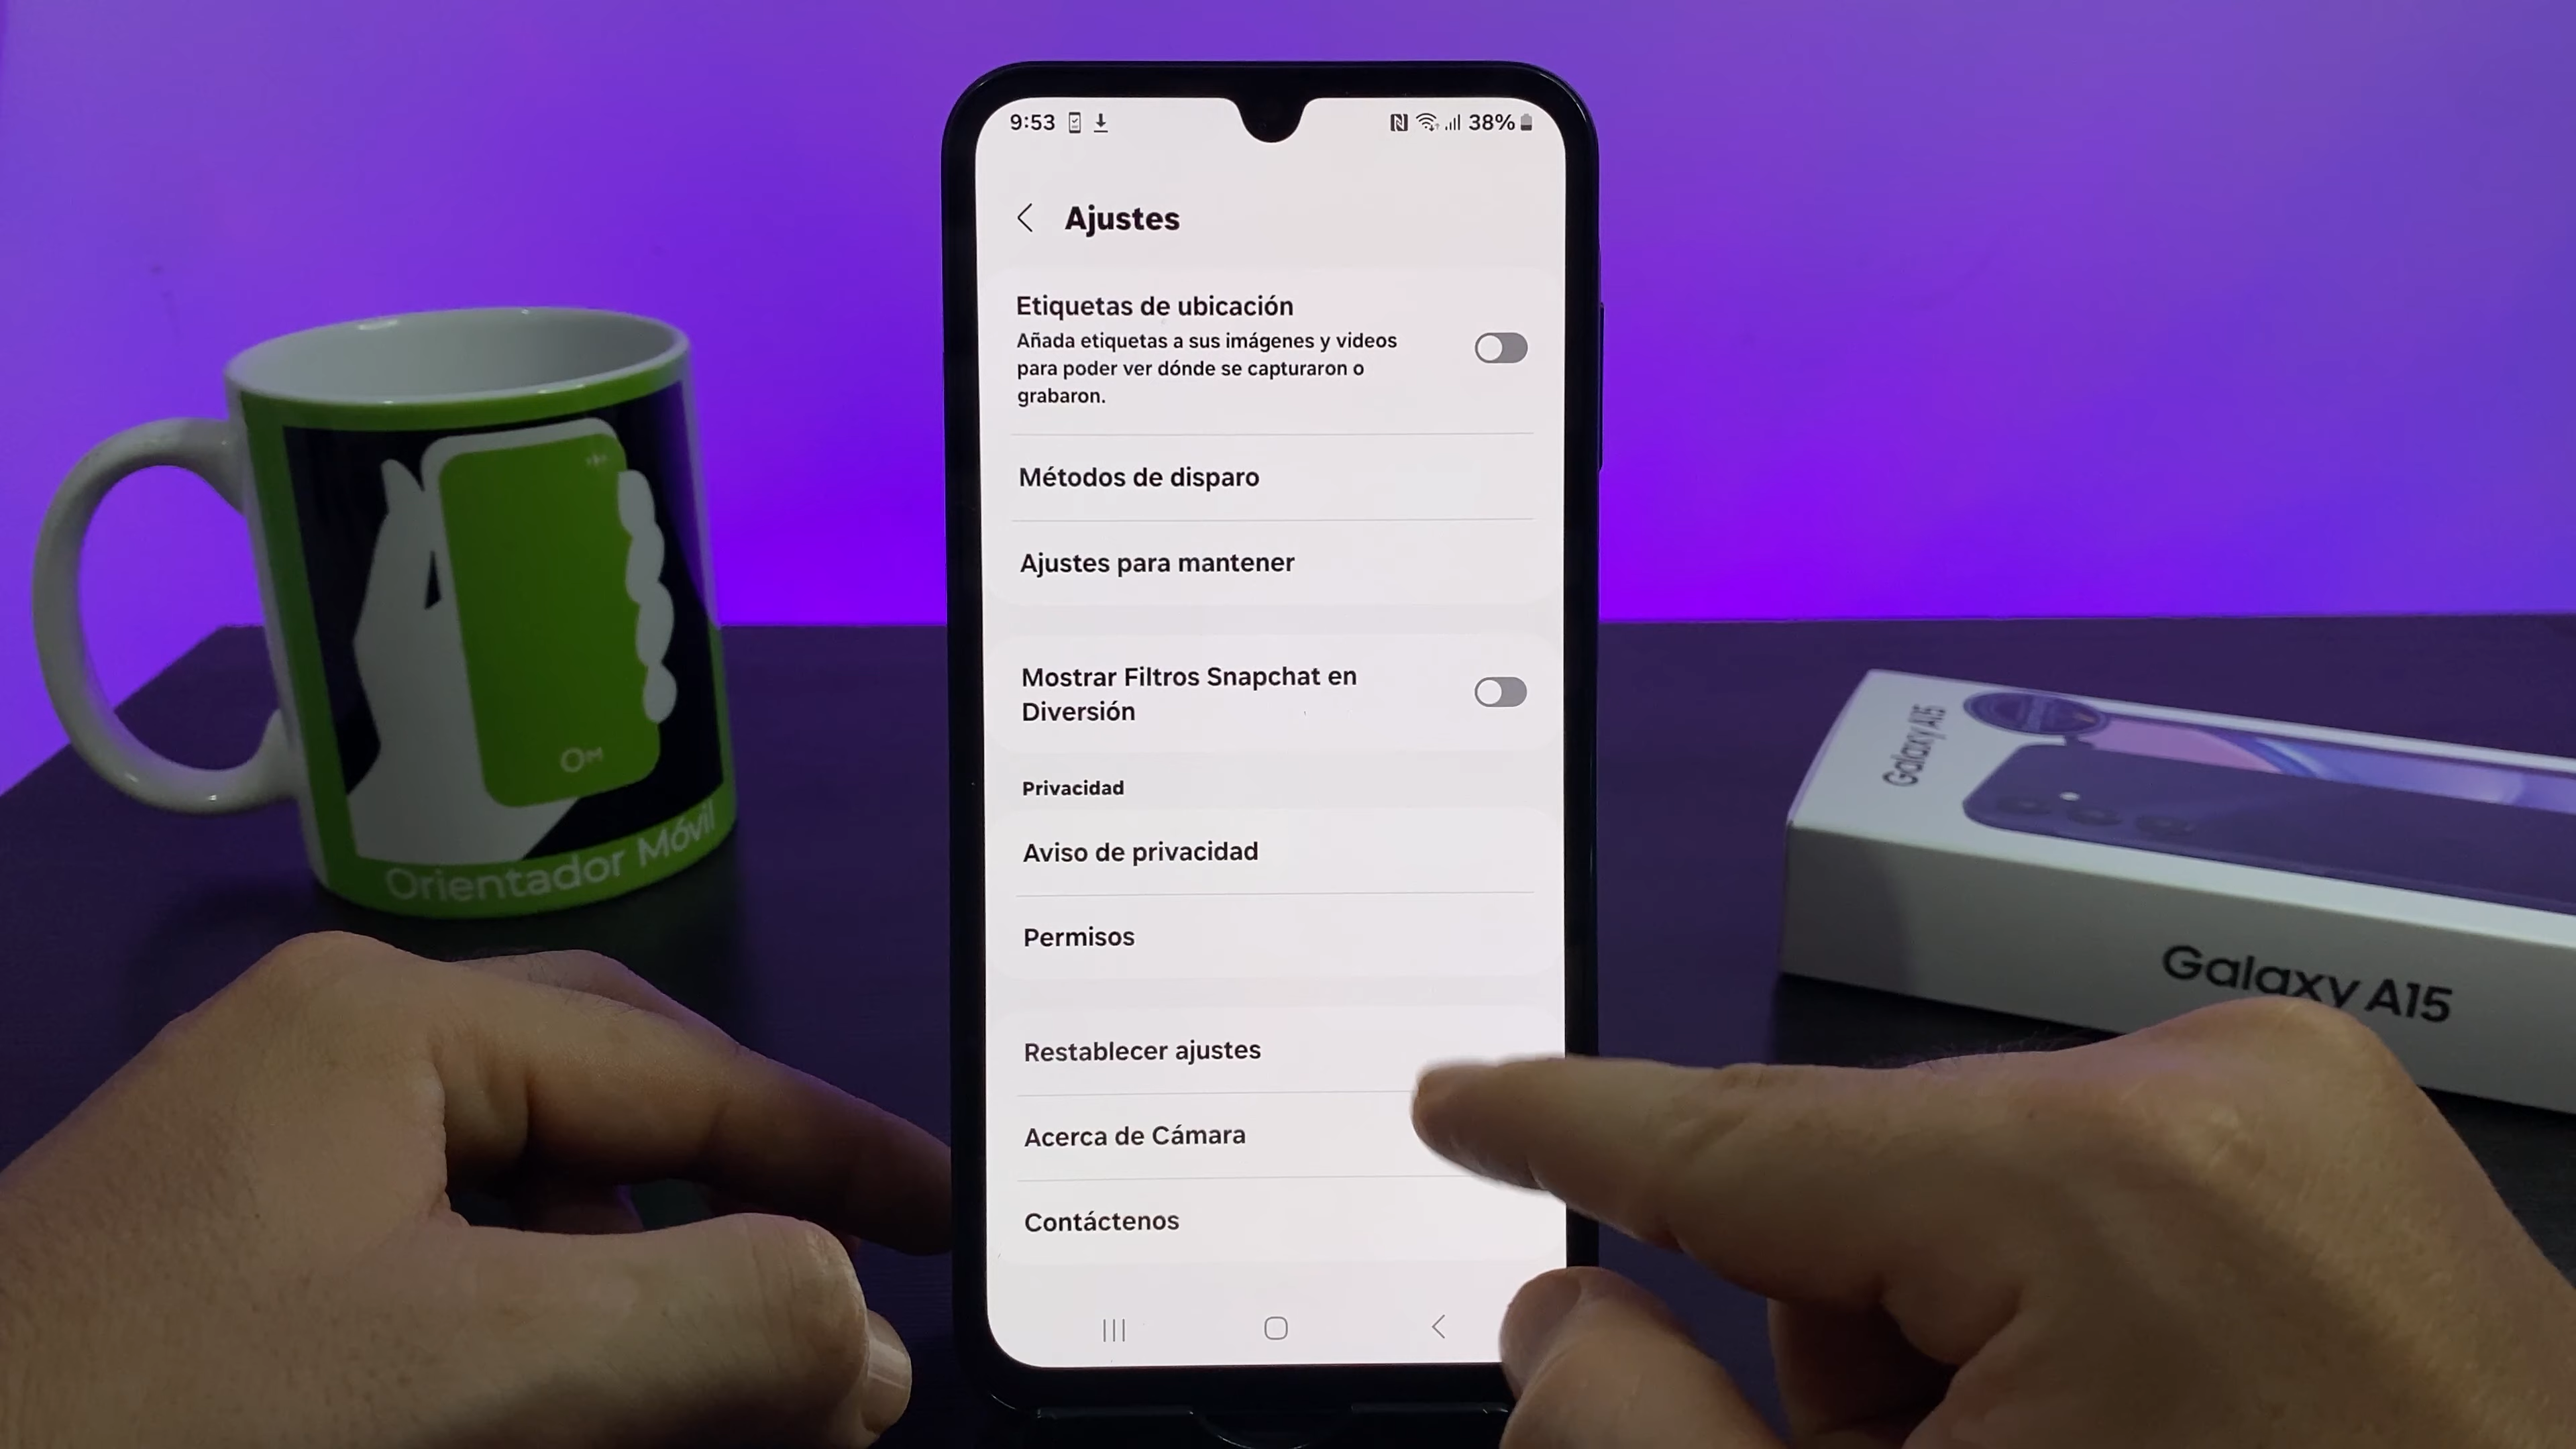 9:53
38%
Ajustes
Etiquetas de ubicación
Añada etiquetas a sus imágenes y videos
para poder ver dónde se capturaron o
grabaron.
Métodos de disparo
Ajustes para mantener
Mostrar Filtros Snapchat en
Diversión
Privacidad
Aviso de privacidad
Permisos
Restablecer ajustes
Acerca de Cámara
Contáctenos
OM
Orientador Móvil
Galaxy A15
Galaxy A15